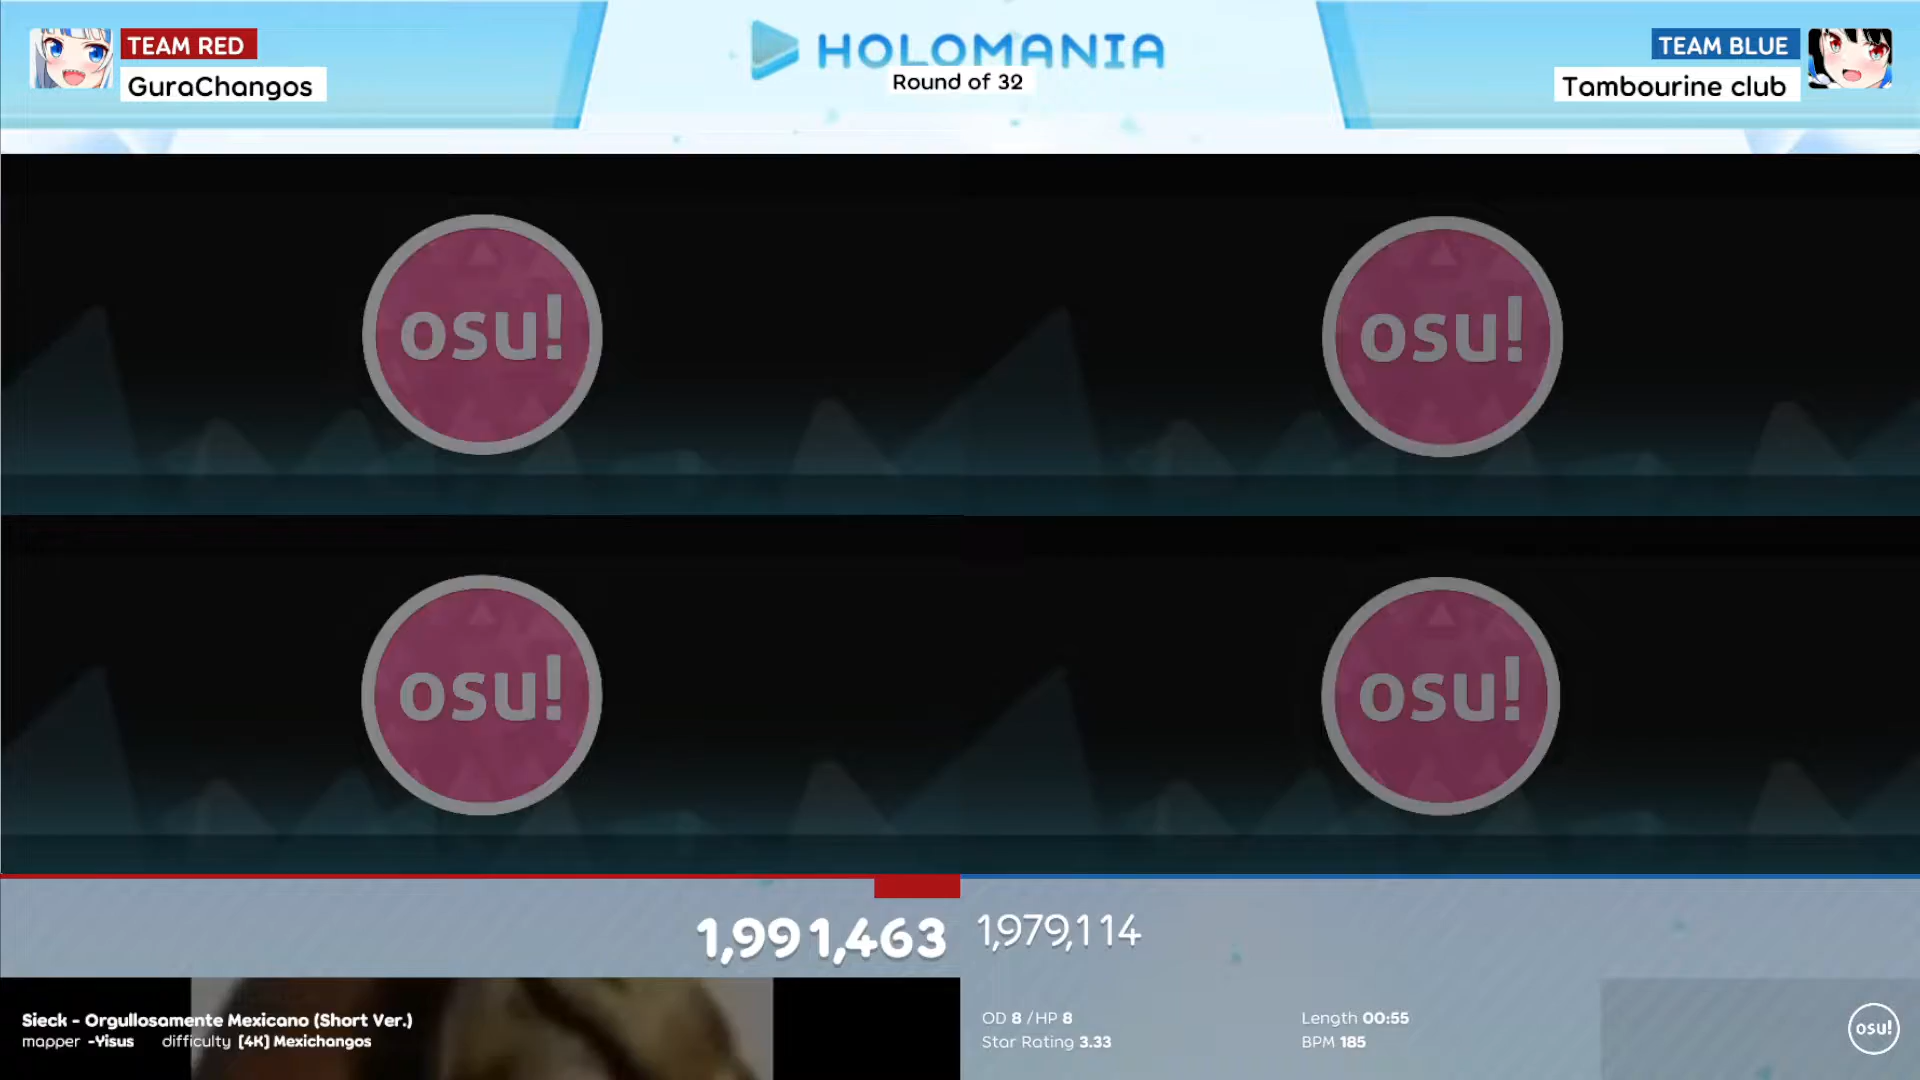 TEAM RED
GuraChangos
HOLOMANIA
Round of 32
TEAM BLUE
Tambourine club
osu!
osu!
osu!
osu!
1,991,463
1,979,114
Sieck - Orgullosamente Mexicano (Short Ver.)
mapper -Yisus difficulty [4K] Mexichangos
OD 8 / HP 8
Star Rating 3.33
Length 00:55
BPM 185
osu!